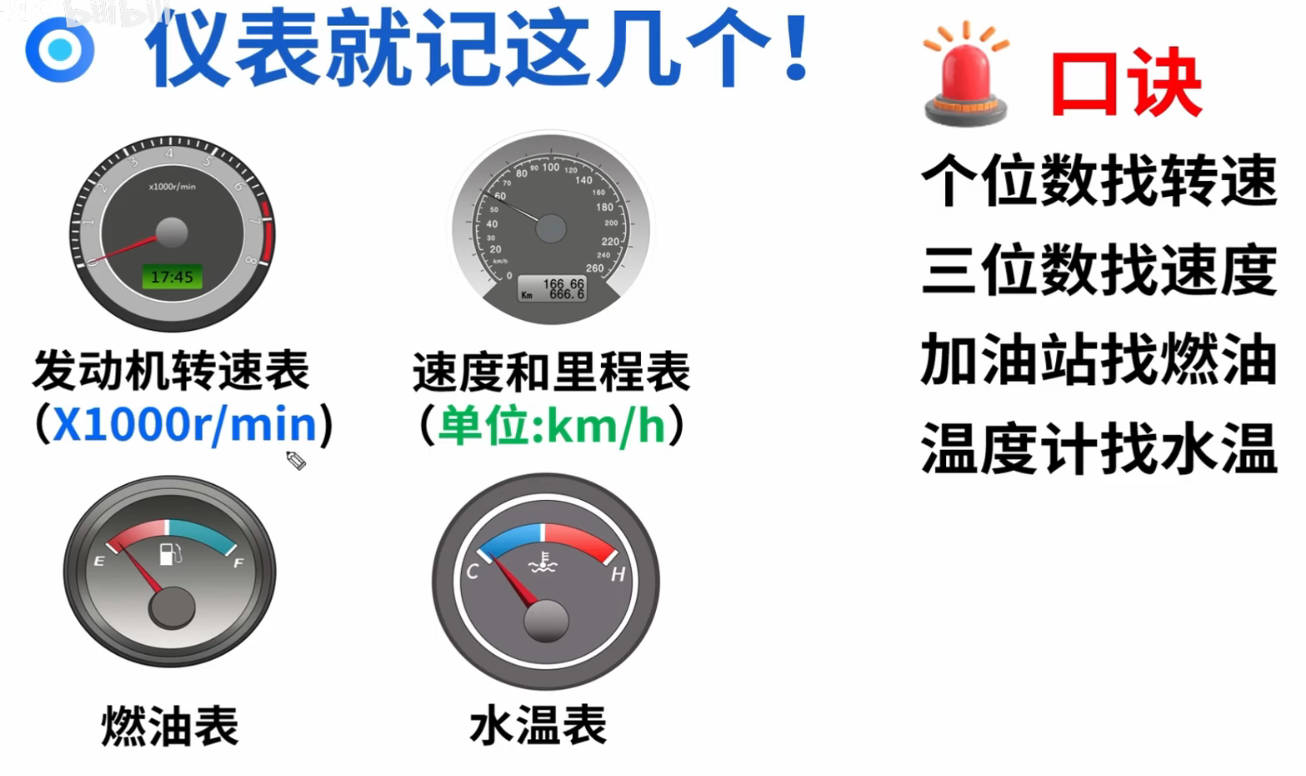 bilibili
仪表就记这几个！
口诀
个位数找转速
三位数找速度
加油站找燃油
温度计找水温
0 1 2 3 4 5 6 7 8
x1000r/min
17:45
发动机转速表
（X1000r/min）
0 20 30 40 50 60 70 80 90 100 120 140 160 180 200 220 240 260
km/h
166 66
Km 666.6
速度和里程表
（单位:km/h）
E F
燃油表
C H
水温表